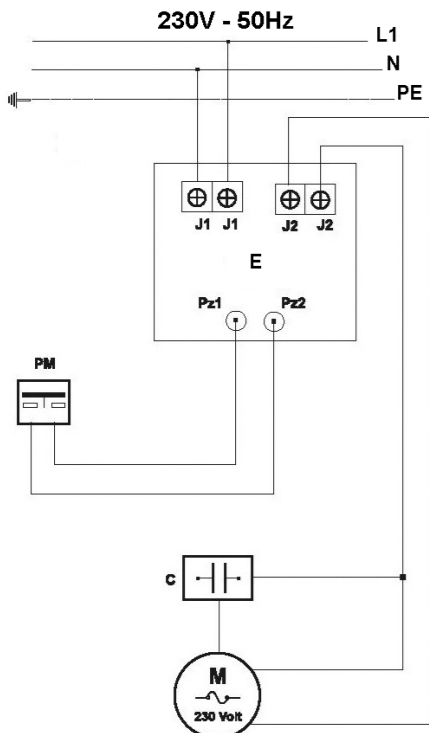 230V - 50Hz
L1
N
PE
J1 J1 J2 J2
E
Pz1 Pz2
PM
C
M
230 Volt